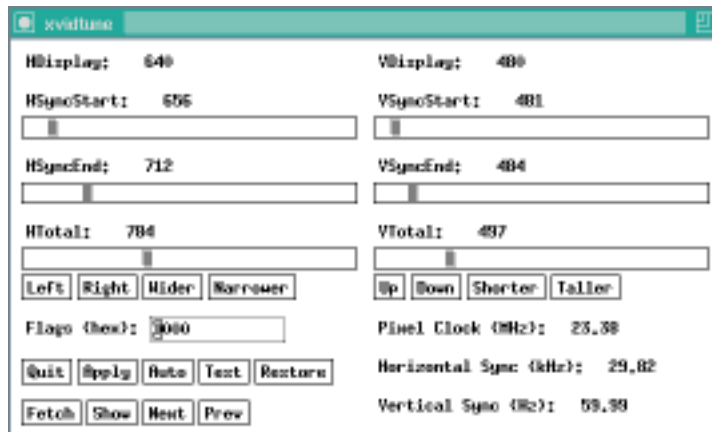 xvidtune
HDisplay: 640
VDisplay: 480
HSyncStart: 656
VSyncStart: 481
HSyncEnd: 712
VSyncEnd: 484
HTotal: 784
VTotal: 497
Left Right Wider Narrower
Up Down Shorter Taller
Flags (hex): 0000
Pixel Clock (MHz): 23.38
Quit Apply Auto Test Restore
Horizontal Sync (kHz): 29.82
Fetch Show Next Prev
Vertical Sync (Hz): 59.99